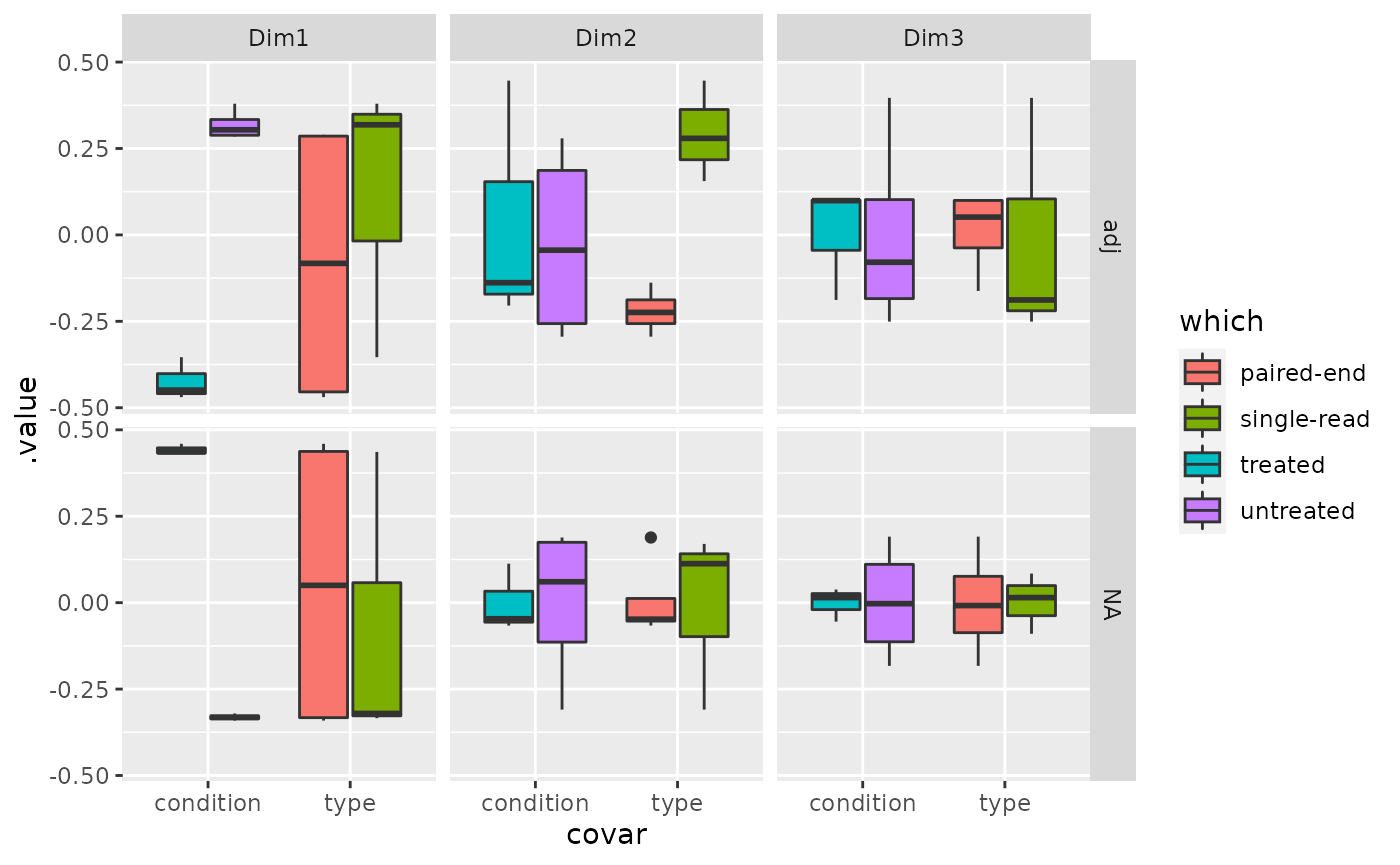 Dim1 Dim2 Dim3
0.50
0.25
0.00
-0.25
-0.50
adj
0.50
0.25
0.00
-0.25
-0.50
NA
.value
condition type condition type condition type
covar
which
paired-end
single-read
treated
untreated